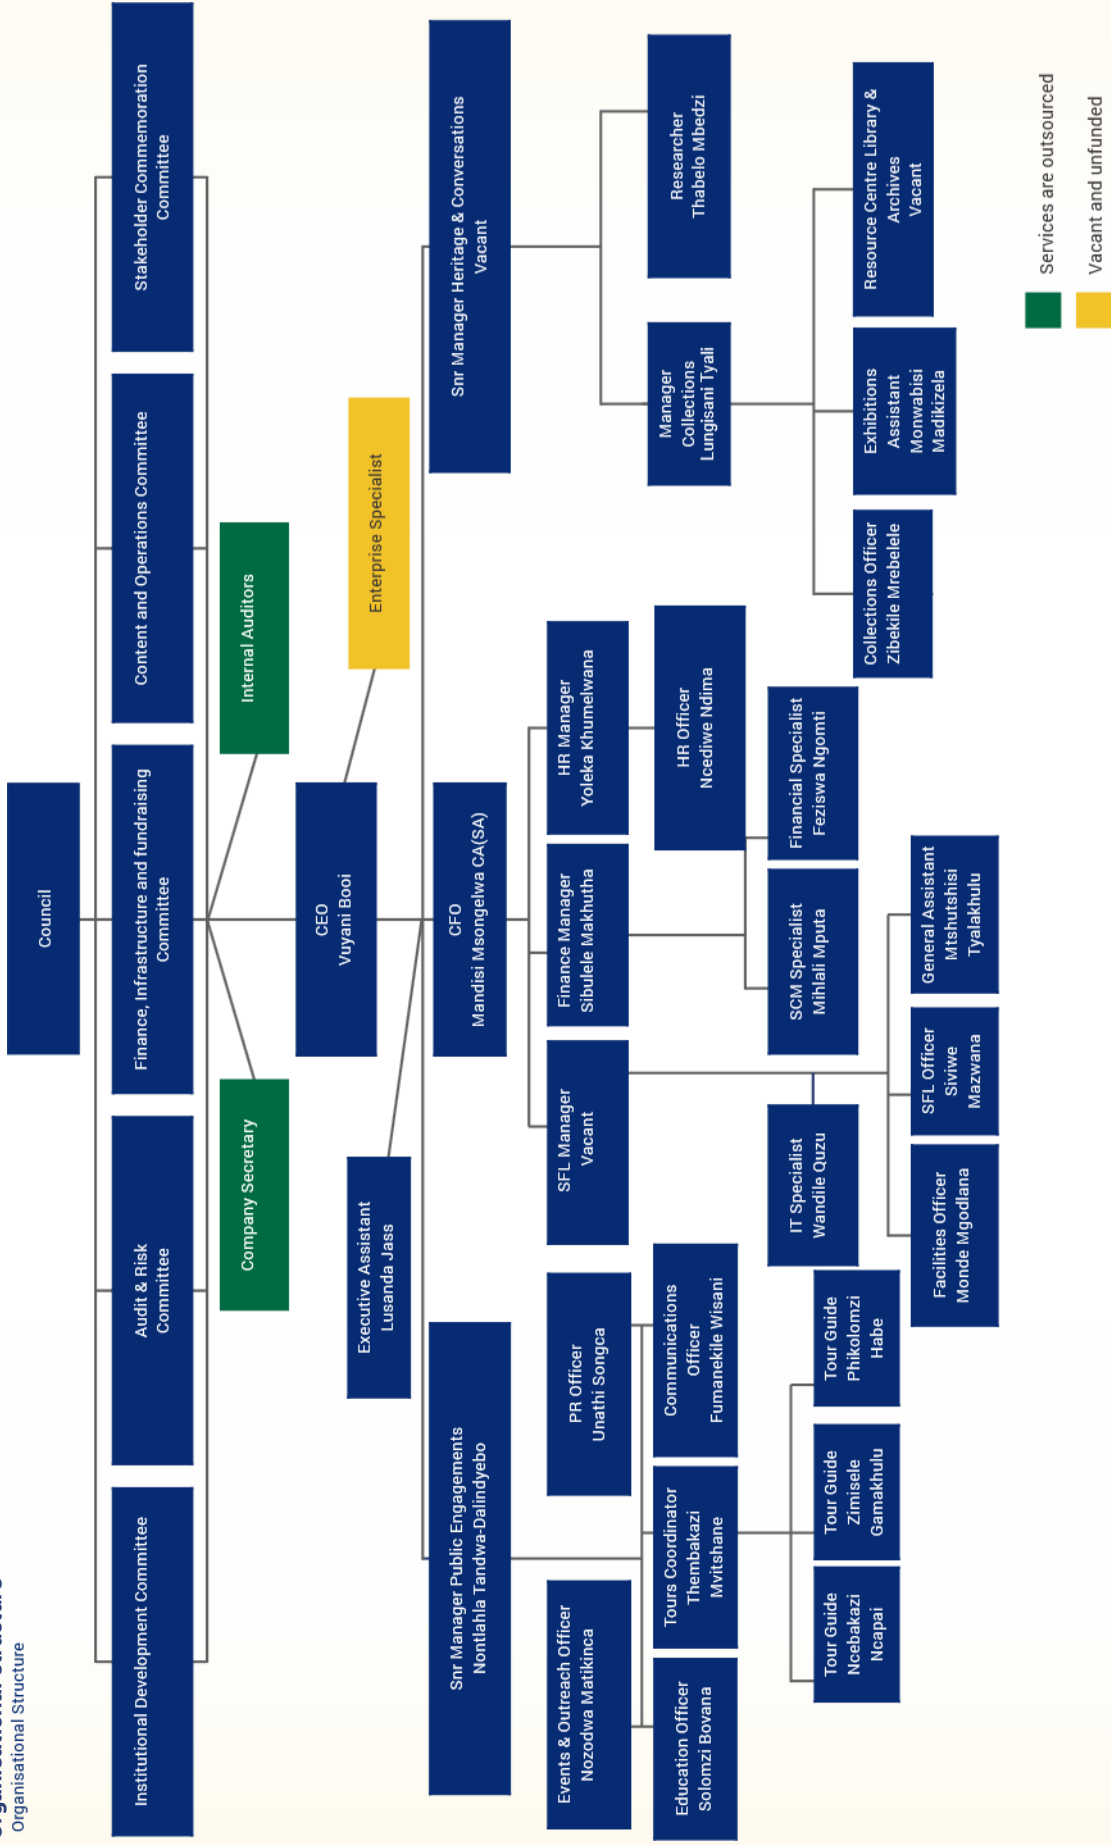 Organisational Structure
Organisational Structure
Council
Institutional Development Committee
Audit & Risk
Committee
Finance, Infrastructure and fundraising
Committee
Content and Operations Committee
Stakeholder Commemoration
Committee
Company Secretary
Internal Auditors
CEO
Vuyani Booi
Executive Assistant
Lusanda Jass
Enterprise Specialist
Snr Manager Public Engagements
Nontlahla Tandwa-Dalindyebo
CFO
Mandisi Msongelwa CA(SA)
Snr Manager Heritage & Conversations
Vacant
Events & Outreach Officer
Nozodwa Matikinca
PR Officer
Unathi Songca
SFL Manager
Vacant
Finance Manager
Sibulele Makhutha
HR Manager
Yoleka Khumelwana
Education Officer
Solomzi Bovana
Tours Coordinator
Thembakazi
Mvitshane
Communications
Officer
Fumanekile Wisani
HR Officer
Ncediwe Ndima
Manager
Collections
Lungisani Tyali
Researcher
Thabelo Mbedzi
IT Specialist
Wandile Quzu
SCM Specialist
Mihlali Mputa
Financial Specialist
Feziswa Ngomti
Tour Guide
Ncebakazi
Ncapai
Tour Guide
Zimisele
Gamakhulu
Tour Guide
Phikolomzi
Habe
Collections Officer
Zibekile Mrebelele
Exhibitions
Assistant
Monwabisi
Madikizela
Resource Centre Library &
Archives
Vacant
Facilities Officer
Monde Mgodlana
SFL Officer
Siviwe
Mazwana
General Assistant
Mtshutshisi
Tyalakhulu
Services are outsourced
Vacant and unfunded